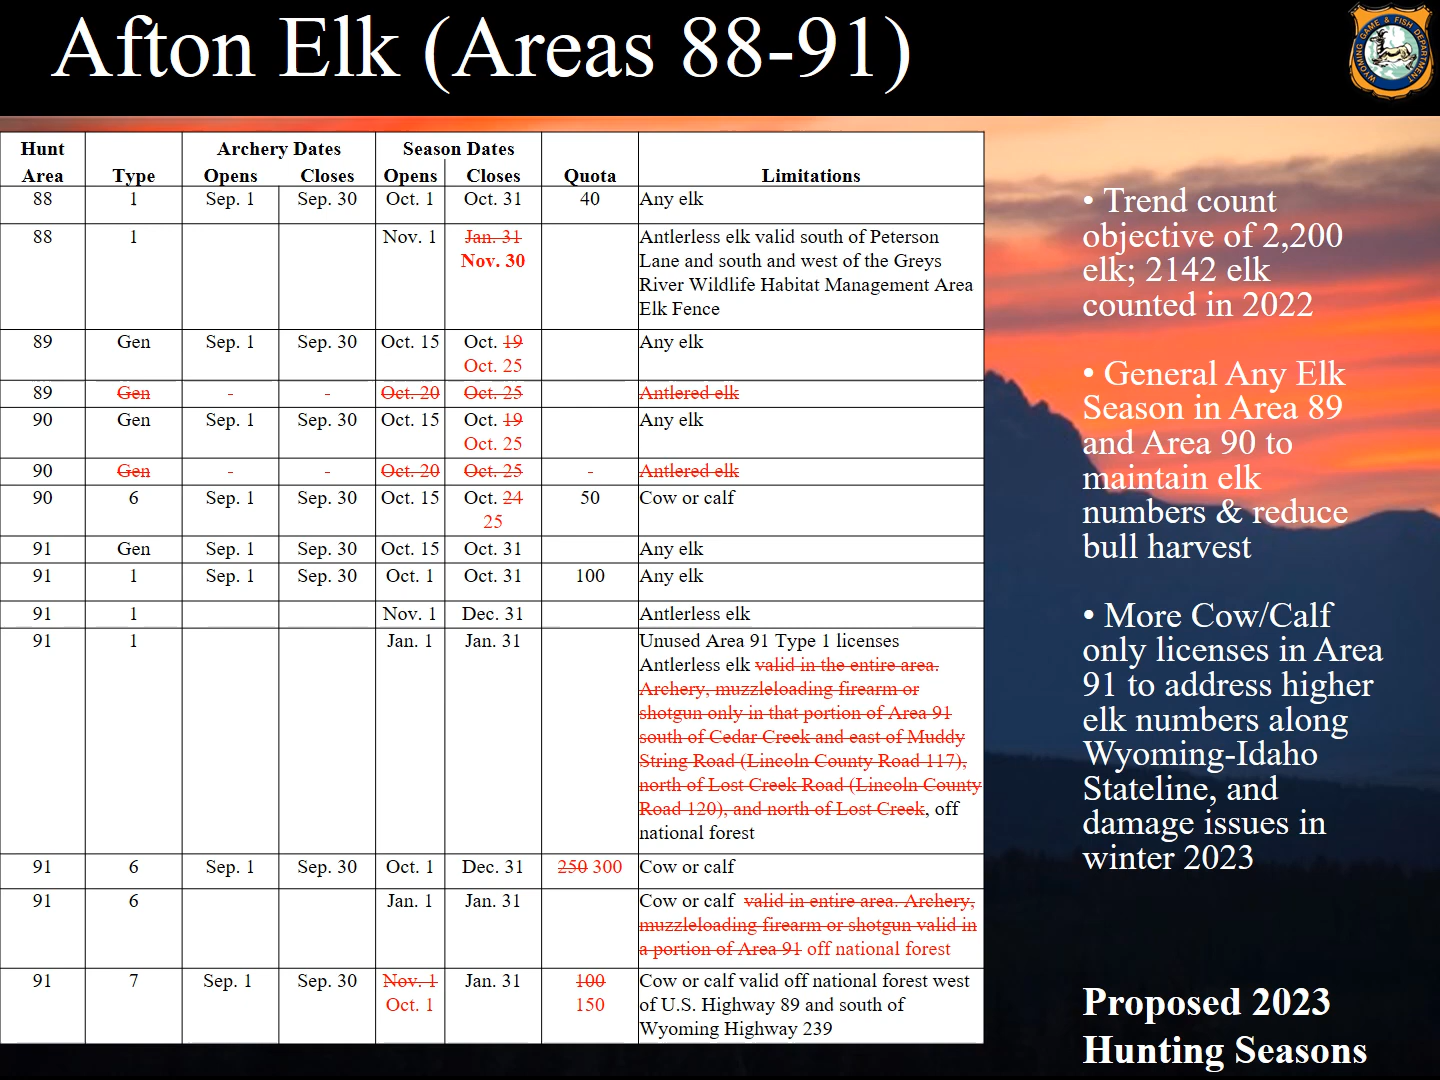 Afton Elk (Areas 88-91)
WYOMING GAME & FISH DEPARTMENT
Hunt Archery Dates Season Dates
Area Type Opens Closes Opens Closes Quota Limitations
88 1 Sep. 1 Sep. 30 Oct. 1 Oct. 31 40 Any elk
88 1 Nov. 1 Jan. 31 Antlerless elk valid south of Peterson
Nov. 30 Lane and south and west of the Greys
River Wildlife Habitat Management Area
Elk Fence
89 Gen Sep. 1 Sep. 30 Oct. 15 Oct. 19 Any elk
Oct. 25
89 Gen - - Oct. 20 Oct. 25 Antlered elk
90 Gen Sep. 1 Sep. 30 Oct. 15 Oct. 19 Any elk
Oct. 25
90 Gen - - Oct. 20 Oct. 25 - Antlered elk
90 6 Sep. 1 Sep. 30 Oct. 15 Oct. 24 50 Cow or calf
25
91 Gen Sep. 1 Sep. 30 Oct. 15 Oct. 31 Any elk
91 1 Sep. 1 Sep. 30 Oct. 1 Oct. 31 100 Any elk
91 1 Nov. 1 Dec. 31 Antlerless elk
91 1 Jan. 1 Jan. 31 Unused Area 91 Type 1 licenses
Antlerless elk valid in the entire area.
Archery, muzzleloading firearm or
shotgun only in that portion of Area 91
south of Cedar Creek and east of Muddy
String Road (Lincoln County Road 117),
north of Lost Creek Road (Lincoln County
Road 120), and north of Lost Creek, off
national forest
91 6 Sep. 1 Sep. 30 Oct. 1 Dec. 31 250 300 Cow or calf
91 6 Jan. 1 Jan. 31 Cow or calf valid in entire area. Archery,
muzzleloading firearm or shotgun valid in
a portion of Area 91 off national forest
91 7 Sep. 1 Sep. 30 Nov. 1 Jan. 31 100 Cow or calf valid off national forest west
Oct. 1 150 of U.S. Highway 89 and south of
Wyoming Highway 239
• Trend count
objective of 2,200
elk; 2142 elk
counted in 2022
• General Any Elk
Season in Area 89
and Area 90 to
maintain elk
numbers & reduce
bull harvest
• More Cow/Calf
only licenses in Area
91 to address higher
elk numbers along
Wyoming-Idaho
Stateline, and
damage issues in
winter 2023
Proposed 2023
Hunting Seasons